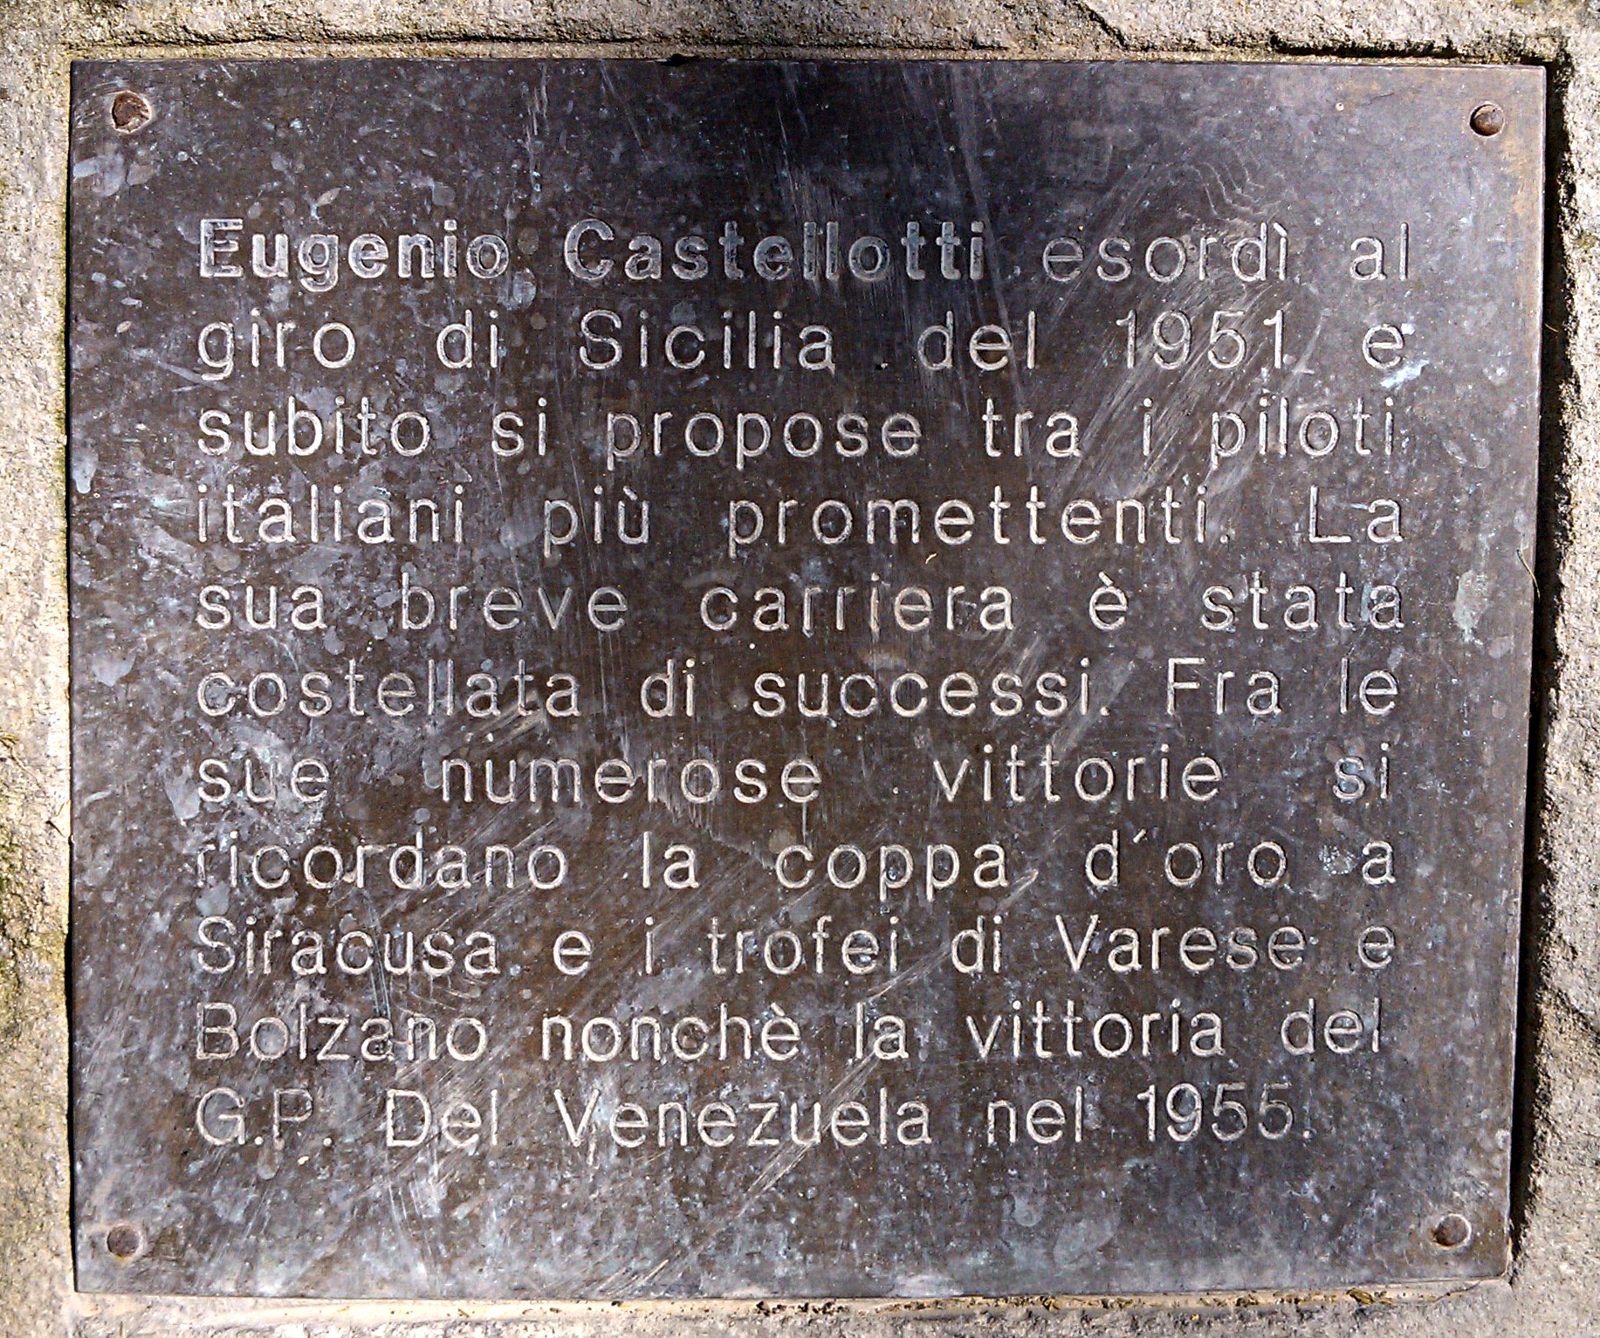 Eugenio Castellotti esordì al
giro di Sicilia del 1951 e
subito si propose tra i piloti
italiani più promettenti. La
sua breve carriera è stata
costellata di successi. Fra le
sue numerose vittorie si
ricordano la coppa d´oro a
Siracusa e i trofei di Varese e
Bolzano nonchè la vittoria del
G.P. Del Venezuela nel 1955.